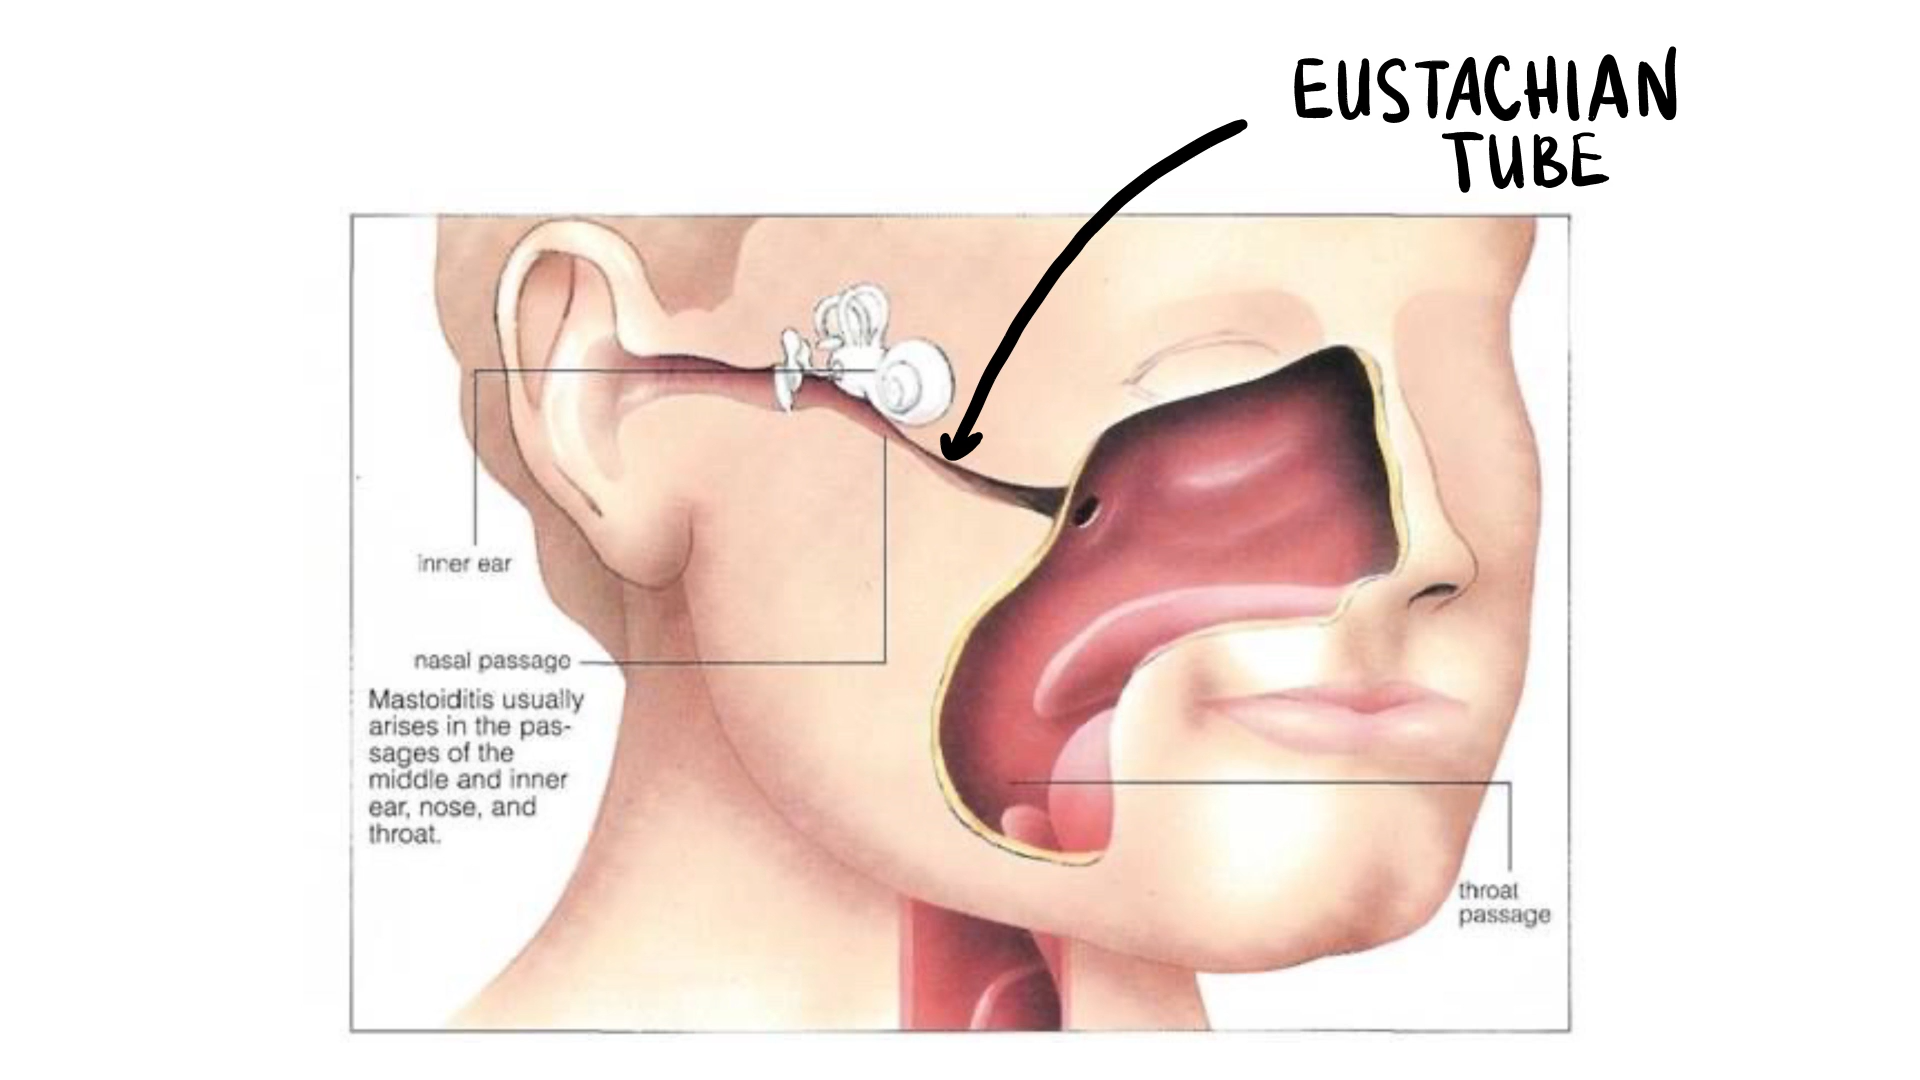 EUSTACHIAN
TUBE
inner ear
nasal passage
Mastoiditis usually
arises in the pas-
sages of the
middle and inner
ear, nose, and
throat.
throat
passage